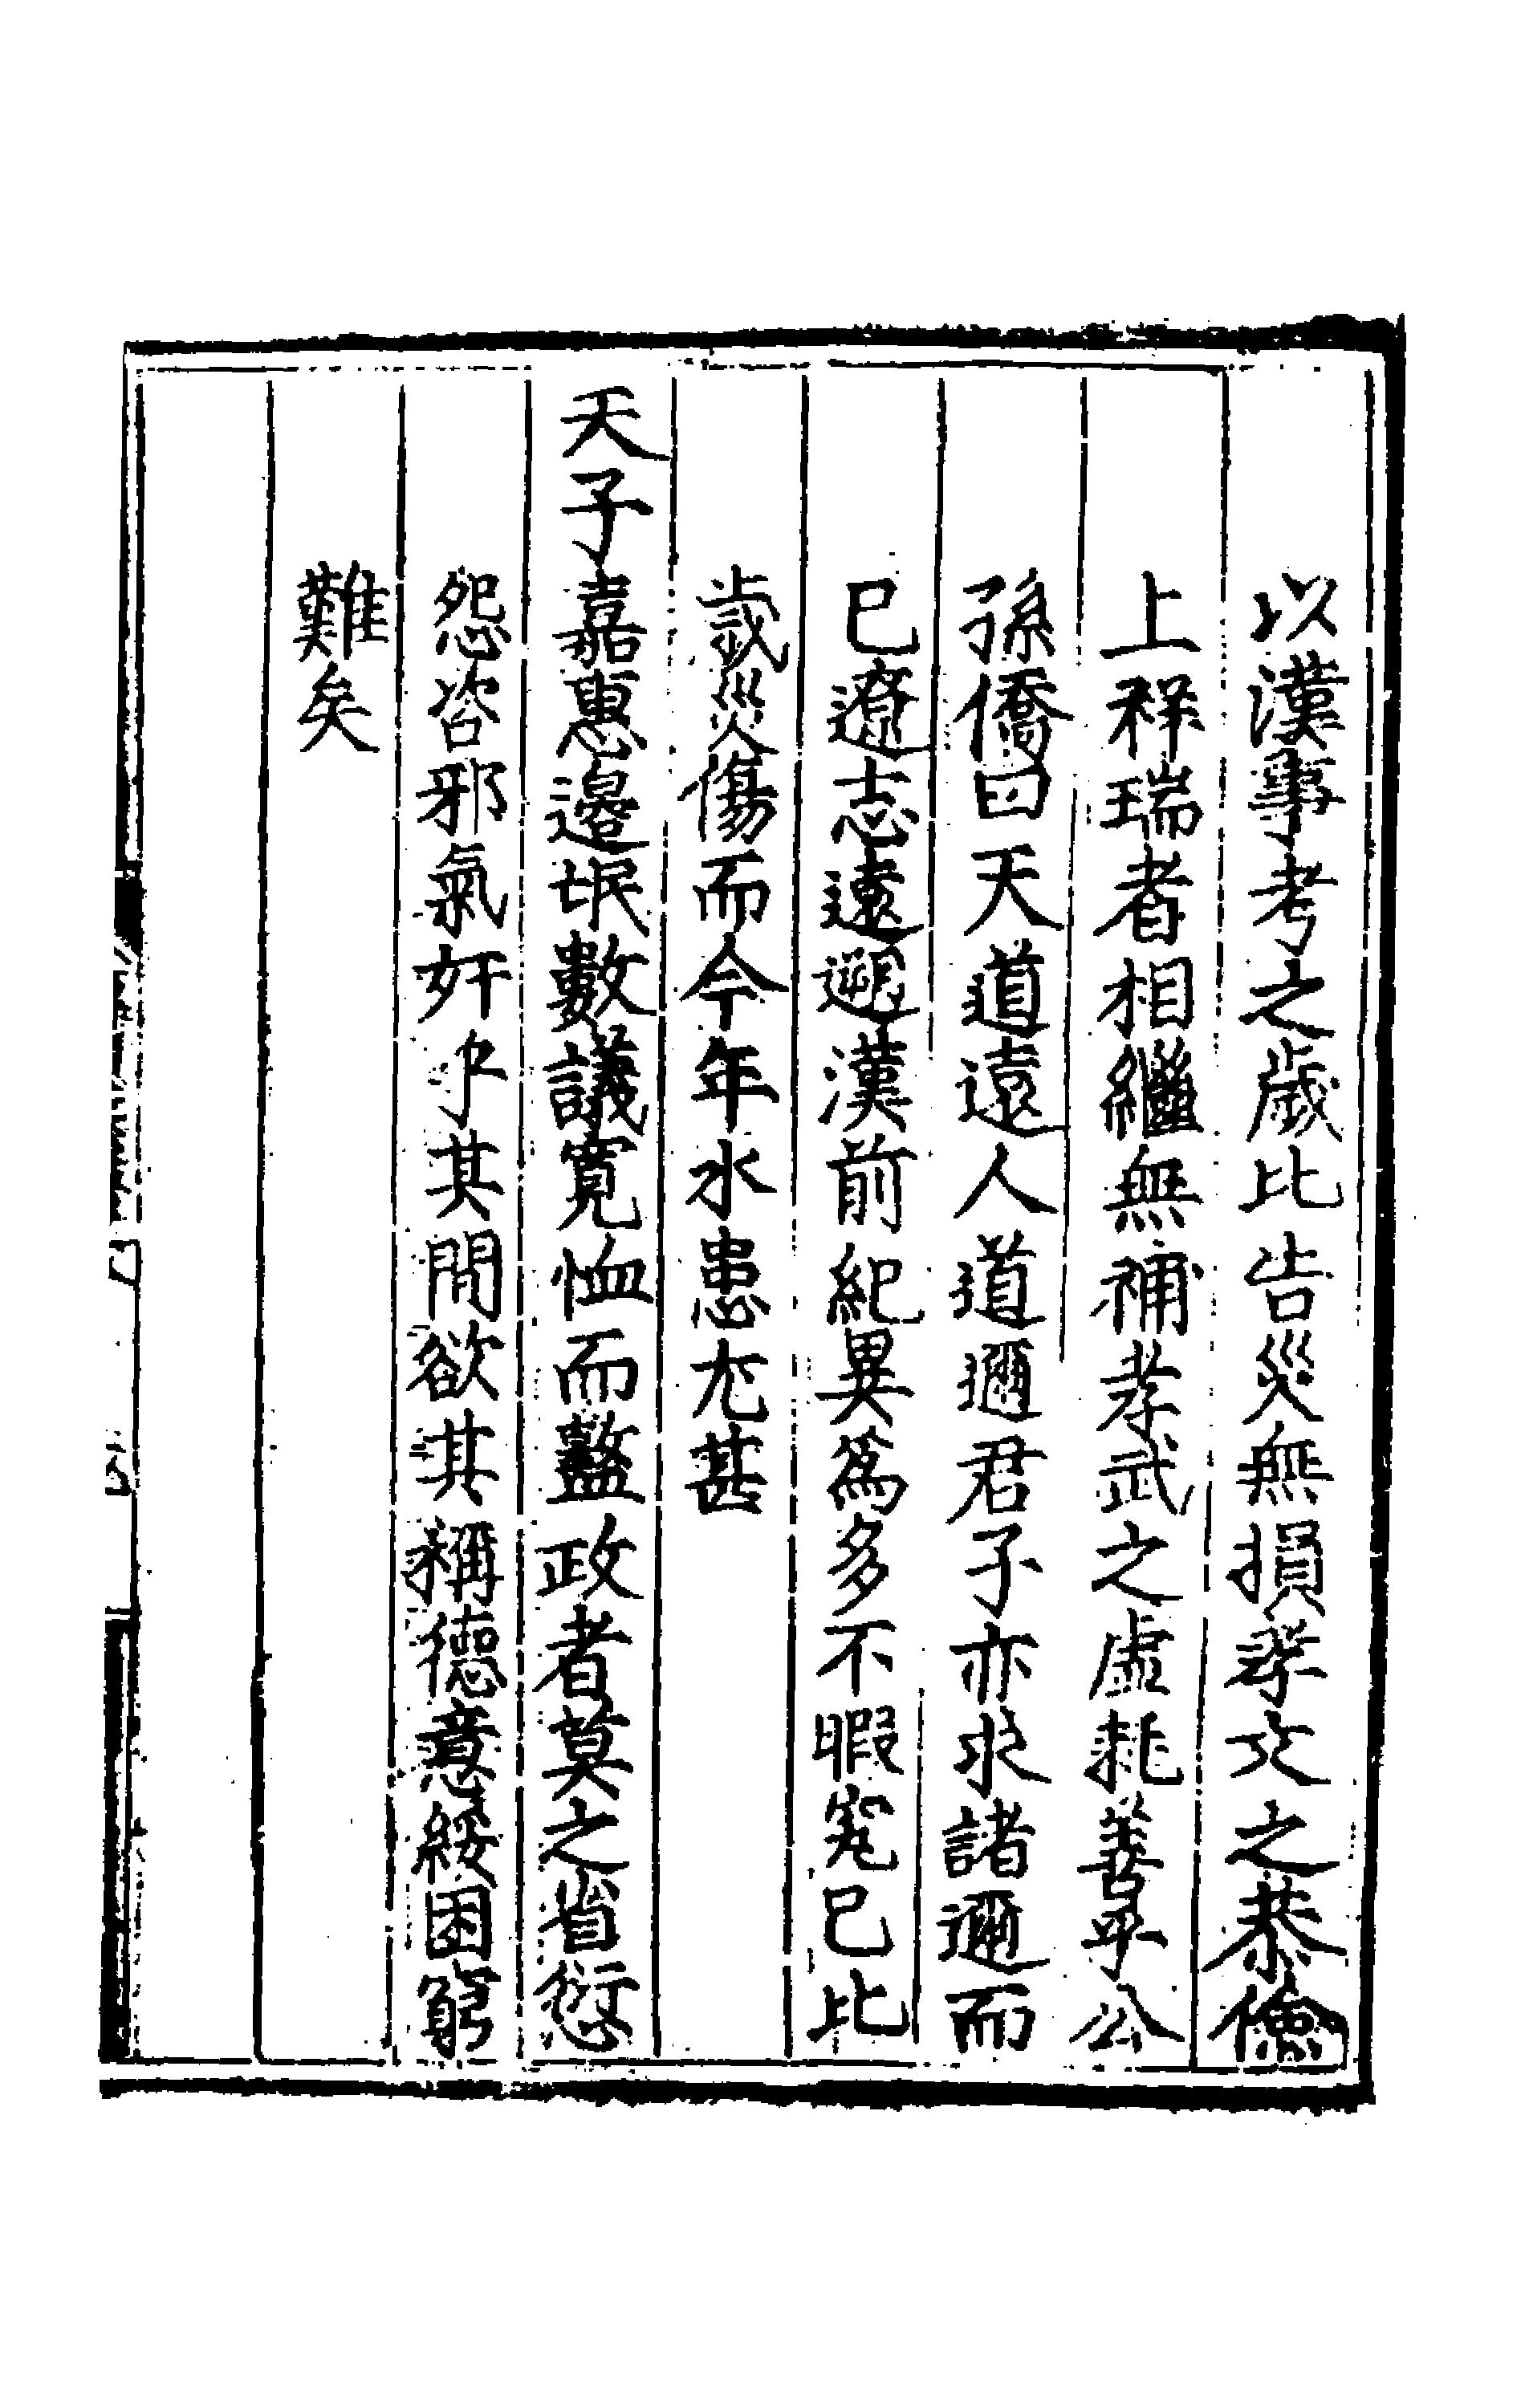 以漢事考之歲比告災無損孝文之恭儉
上祥瑞者相繼無補孝武之虛耗善乎公
孫僑曰天道遠人道邇君子亦求諸邇而
已遼志遠遡漢前紀異為多不暇究已比
歲災傷而今年水患尤甚
天子嘉惠邊氓數議寬恤而盭政者莫之省愆
怨咨邪氣奸乎其間欲其稱德意綏困窮
難矣